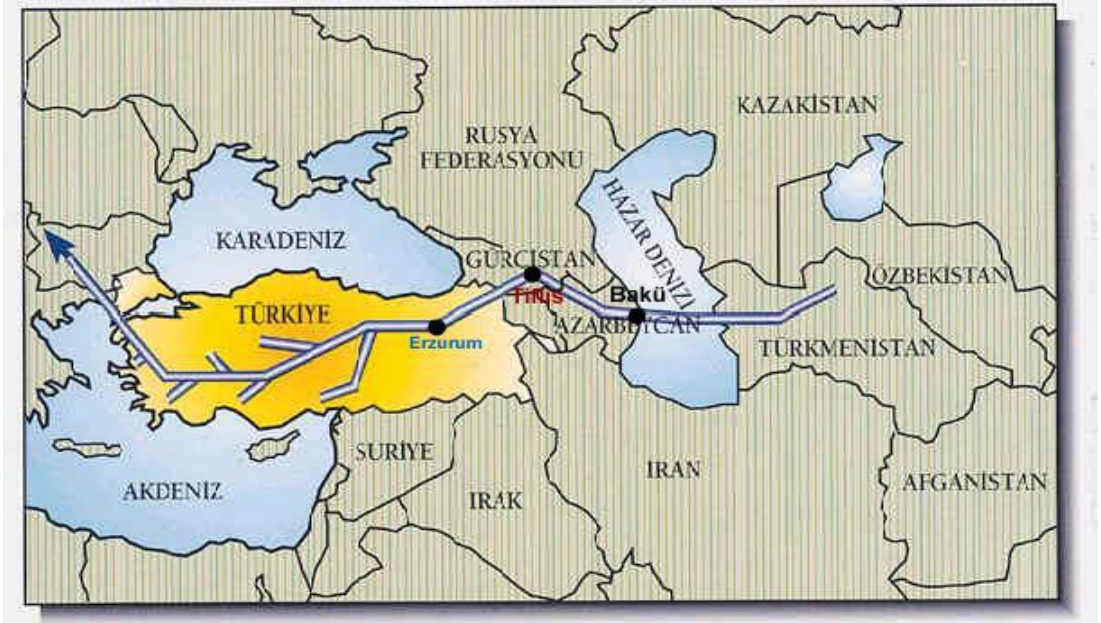 KAZAKİSTAN
RUSYA
FEDERASYONU
HAZAR DENİZİ
KARADENİZ
GÜRCİSTAN
ÖZBEKİSTAN
Tiflis
Bakü
TÜRKİYE
AZARBEYCAN
Erzurum
TÜRKMENİSTAN
SURİYE
IRAN
AKDENİZ
IRAK
AFGANİSTAN